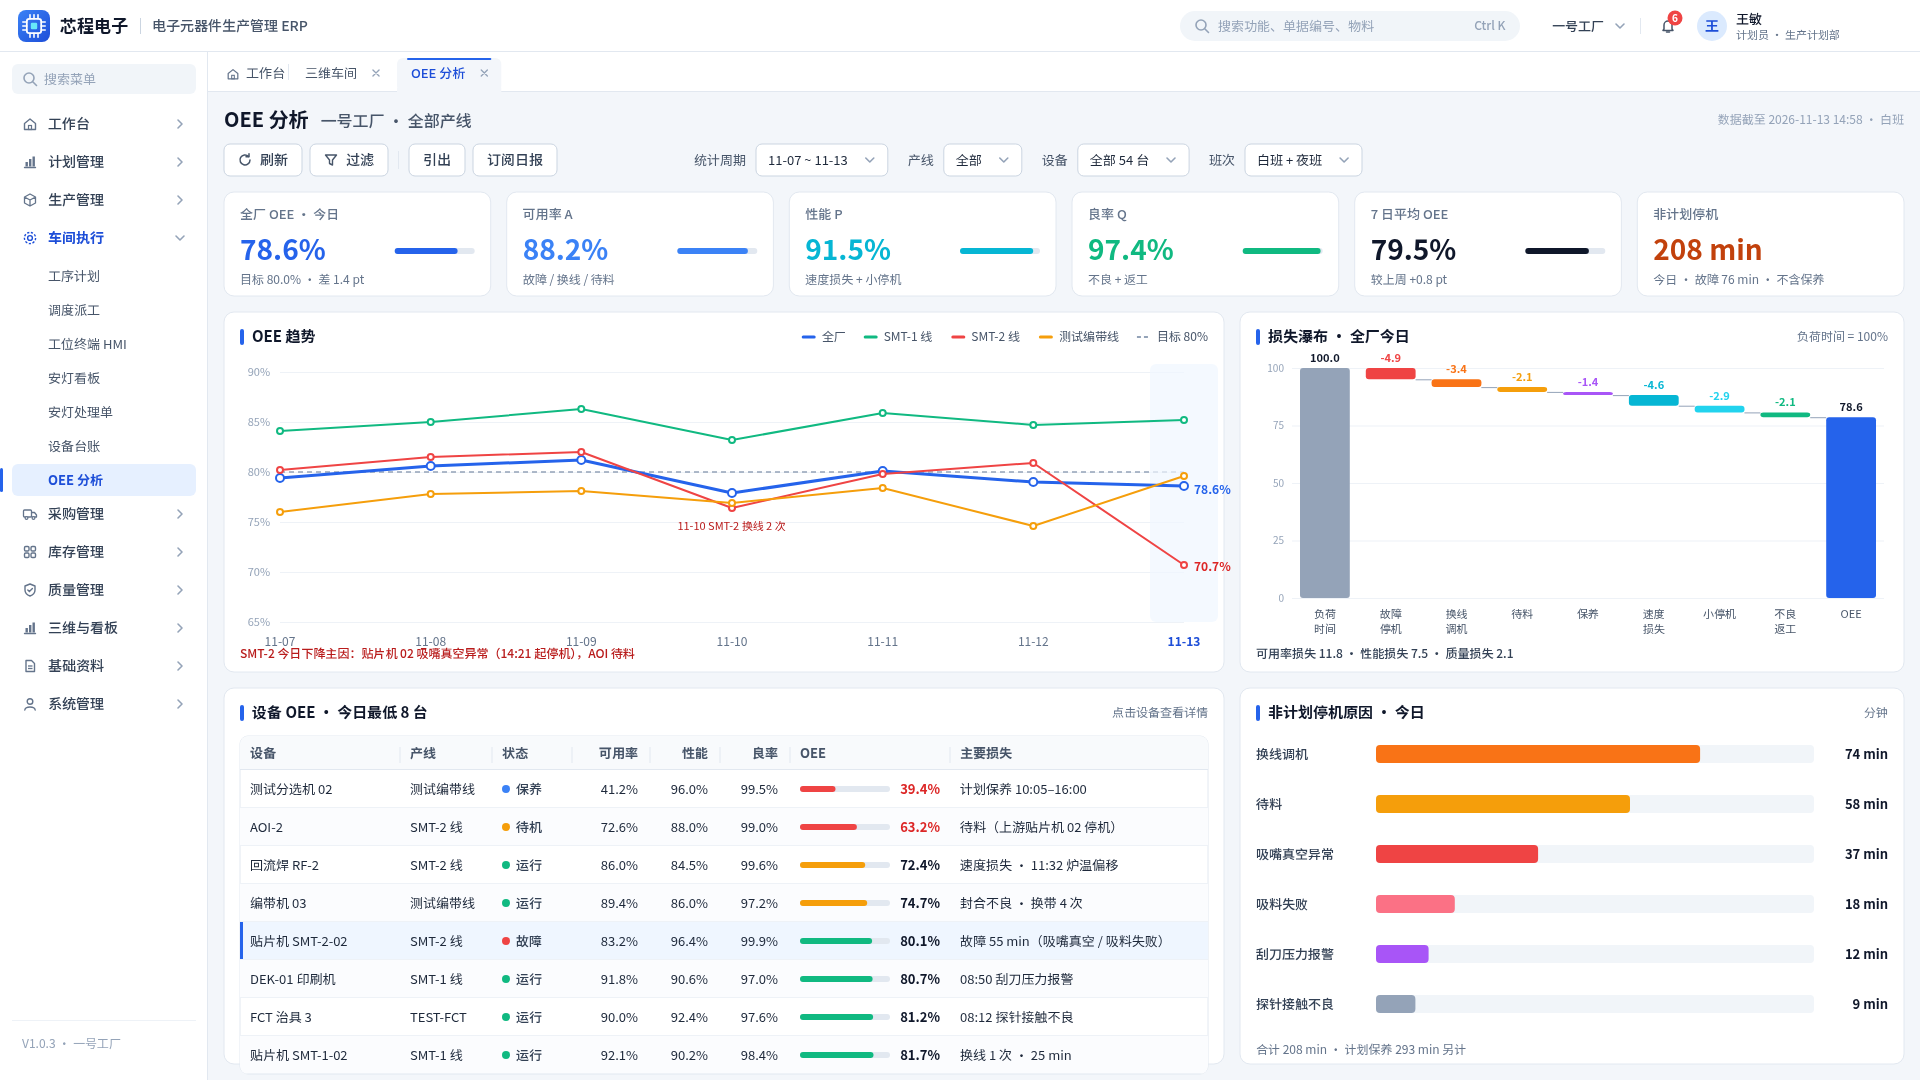 芯程电子
电子元器件生产管理 ERP
搜索功能、单据编号、物料 Ctrl K
一号工厂
6
王
王敏
计划员 · 生产计划部
搜索菜单
工作台
计划管理
生产管理
车间执行
工序计划
调度派工
工位终端 HMI
安灯看板
安灯处理单
设备台账
OEE 分析
采购管理
库存管理
质量管理
三维与看板
基础资料
系统管理
V1.0.3 · 一号工厂
工作台 三维车间 OEE 分析
OEE 分析 一号工厂 · 全部产线
数据截至 2026-11-13 14:58 · 白班
刷新 过滤 引出 订阅日报
统计周期 11-07 ~ 11-13 产线 全部 设备 全部 54 台 班次 白班 + 夜班
全厂 OEE · 今日
78.6%
目标 80.0% · 差 1.4 pt
可用率 A
88.2%
故障 / 换线 / 待料
性能 P
91.5%
速度损失 + 小停机
良率 Q
97.4%
不良 + 返工
7 日平均 OEE
79.5%
较上周 +0.8 pt
非计划停机
208 min
今日 · 故障 76 min · 不含保养
OEE 趋势
全厂 SMT-1 线 SMT-2 线 测试编带线 目标 80%
90%
85%
80%
75%
70%
65%
78.6%
70.7%
11-10 SMT-2 换线 2 次
11-07 11-08 11-09 11-10 11-11 11-12 11-13
SMT-2 今日下降主因：贴片机 02 吸嘴真空异常（14:21 起停机），AOI 待料
损失瀑布 · 全厂今日
负荷时间 = 100%
100
75
50
25
0
100.0 -4.9 -3.4 -2.1 -1.4 -4.6 -2.9 -2.1 78.6
负荷时间 故障停机 换线调机 待料 保养 速度损失 小停机 不良返工 OEE
可用率损失 11.8 · 性能损失 7.5 · 质量损失 2.1
设备 OEE · 今日最低 8 台
点击设备查看详情
设备 产线 状态 可用率 性能 良率 OEE 主要损失
测试分选机 02 测试编带线 保养 41.2% 96.0% 99.5% 39.4% 计划保养 10:05–16:00
AOI-2 SMT-2 线 待机 72.6% 88.0% 99.0% 63.2% 待料（上游贴片机 02 停机）
回流焊 RF-2 SMT-2 线 运行 86.0% 84.5% 99.6% 72.4% 速度损失 · 11:32 炉温偏移
编带机 03 测试编带线 运行 89.4% 86.0% 97.2% 74.7% 封合不良 · 换带 4 次
贴片机 SMT-2-02 SMT-2 线 故障 83.2% 96.4% 99.9% 80.1% 故障 55 min（吸嘴真空 / 吸料失败）
DEK-01 印刷机 SMT-1 线 运行 91.8% 90.6% 97.0% 80.7% 08:50 刮刀压力报警
FCT 治具 3 TEST-FCT 运行 90.0% 92.4% 97.6% 81.2% 08:12 探针接触不良
贴片机 SMT-1-02 SMT-1 线 运行 92.1% 90.2% 98.4% 81.7% 换线 1 次 · 25 min
非计划停机原因 · 今日
分钟
换线调机 74 min
待料 58 min
吸嘴真空异常 37 min
吸料失败 18 min
刮刀压力报警 12 min
探针接触不良 9 min
合计 208 min · 计划保养 293 min 另计